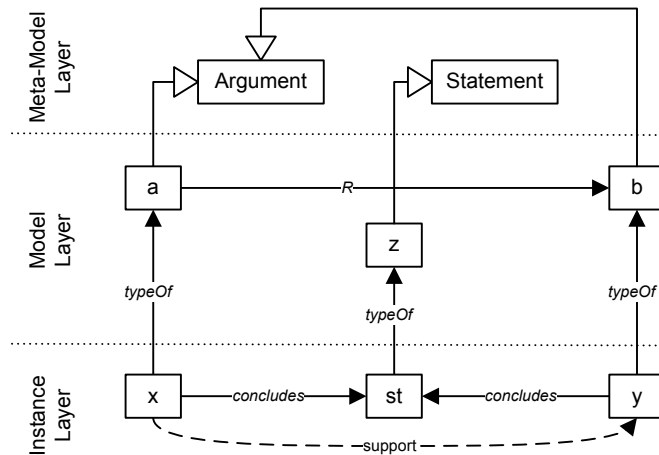 Meta-Model
Layer
Argument
Statement
Model
Layer
a
R
b
z
typeOf
typeOf
typeOf
Instance
Layer
x
concludes
st
concludes
y
support